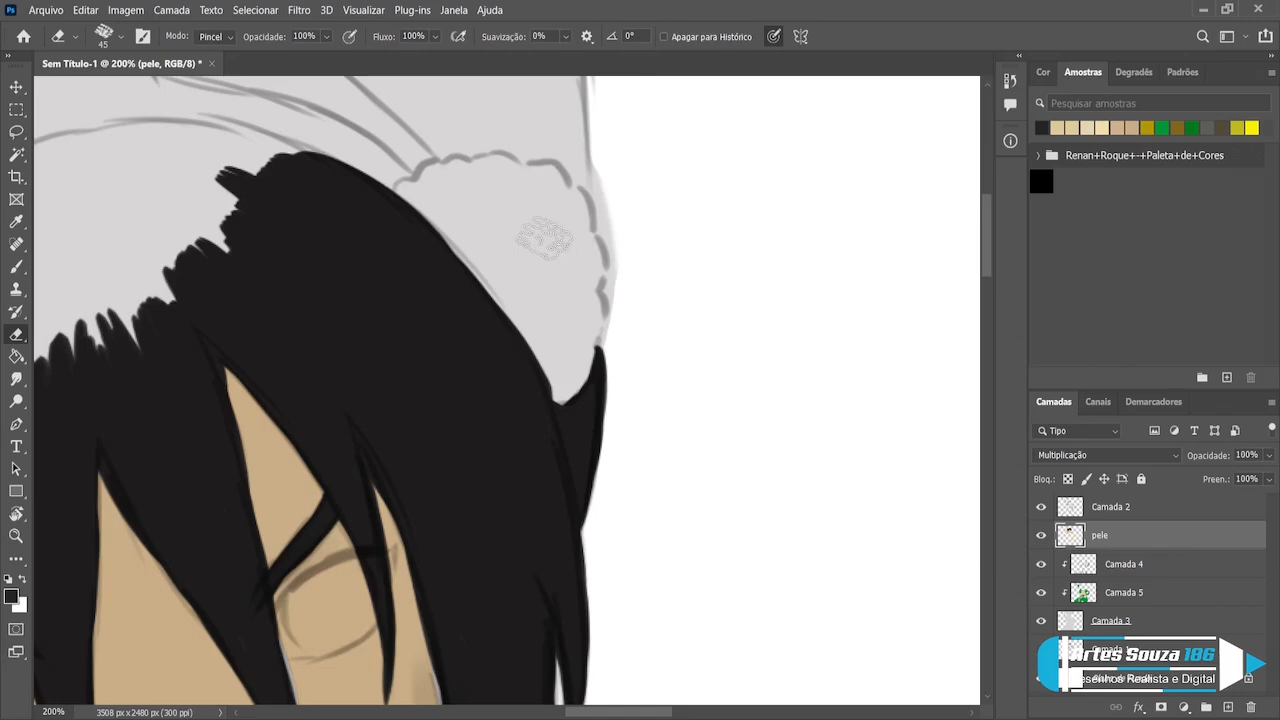 Ps Arquivo Editar Imagem Camada Texto Selecionar Filtro 3D Visualizar Plug-ins Janela Ajuda
45 Modo: Pincel Opacidade: 100% Fluxo: 100% Suavização: 0% 0° Apagar para Histórico
Sem Título-1 @ 200% (pele, RGB/8) *
Cor Amostras Degradês Padrões
Pesquisar amostras
Renan+Roque+-+Paleta+de+Cores
Camadas Canais Demarcadores
Tipo
Multiplicação Opacidade: 100%
Bloq.: Preen.: 100%
Camada 2
pele
Camada 4
Camada 5
Camada 3
Artes Souza 186
Desenhos Realista e Digital
200% 3508 px x 2480 px (300 ppi)